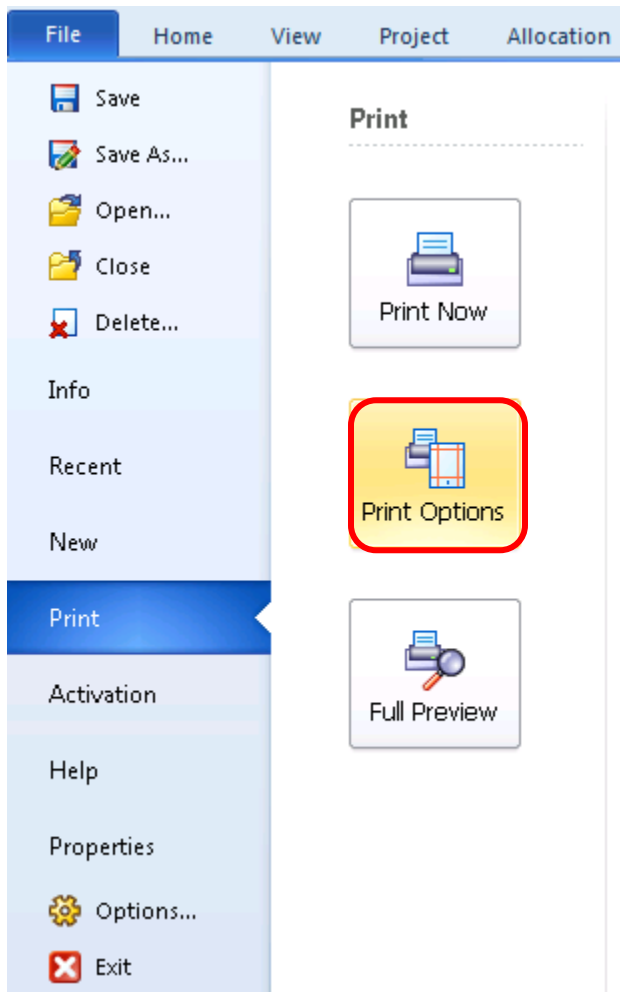 File Home View Project Allocation
Save
Save As...
Open...
Close
Delete...
Info
Recent
New
Print
Activation
Help
Properties
Options...
Exit
Print
Print Now
Print Options
Full Preview